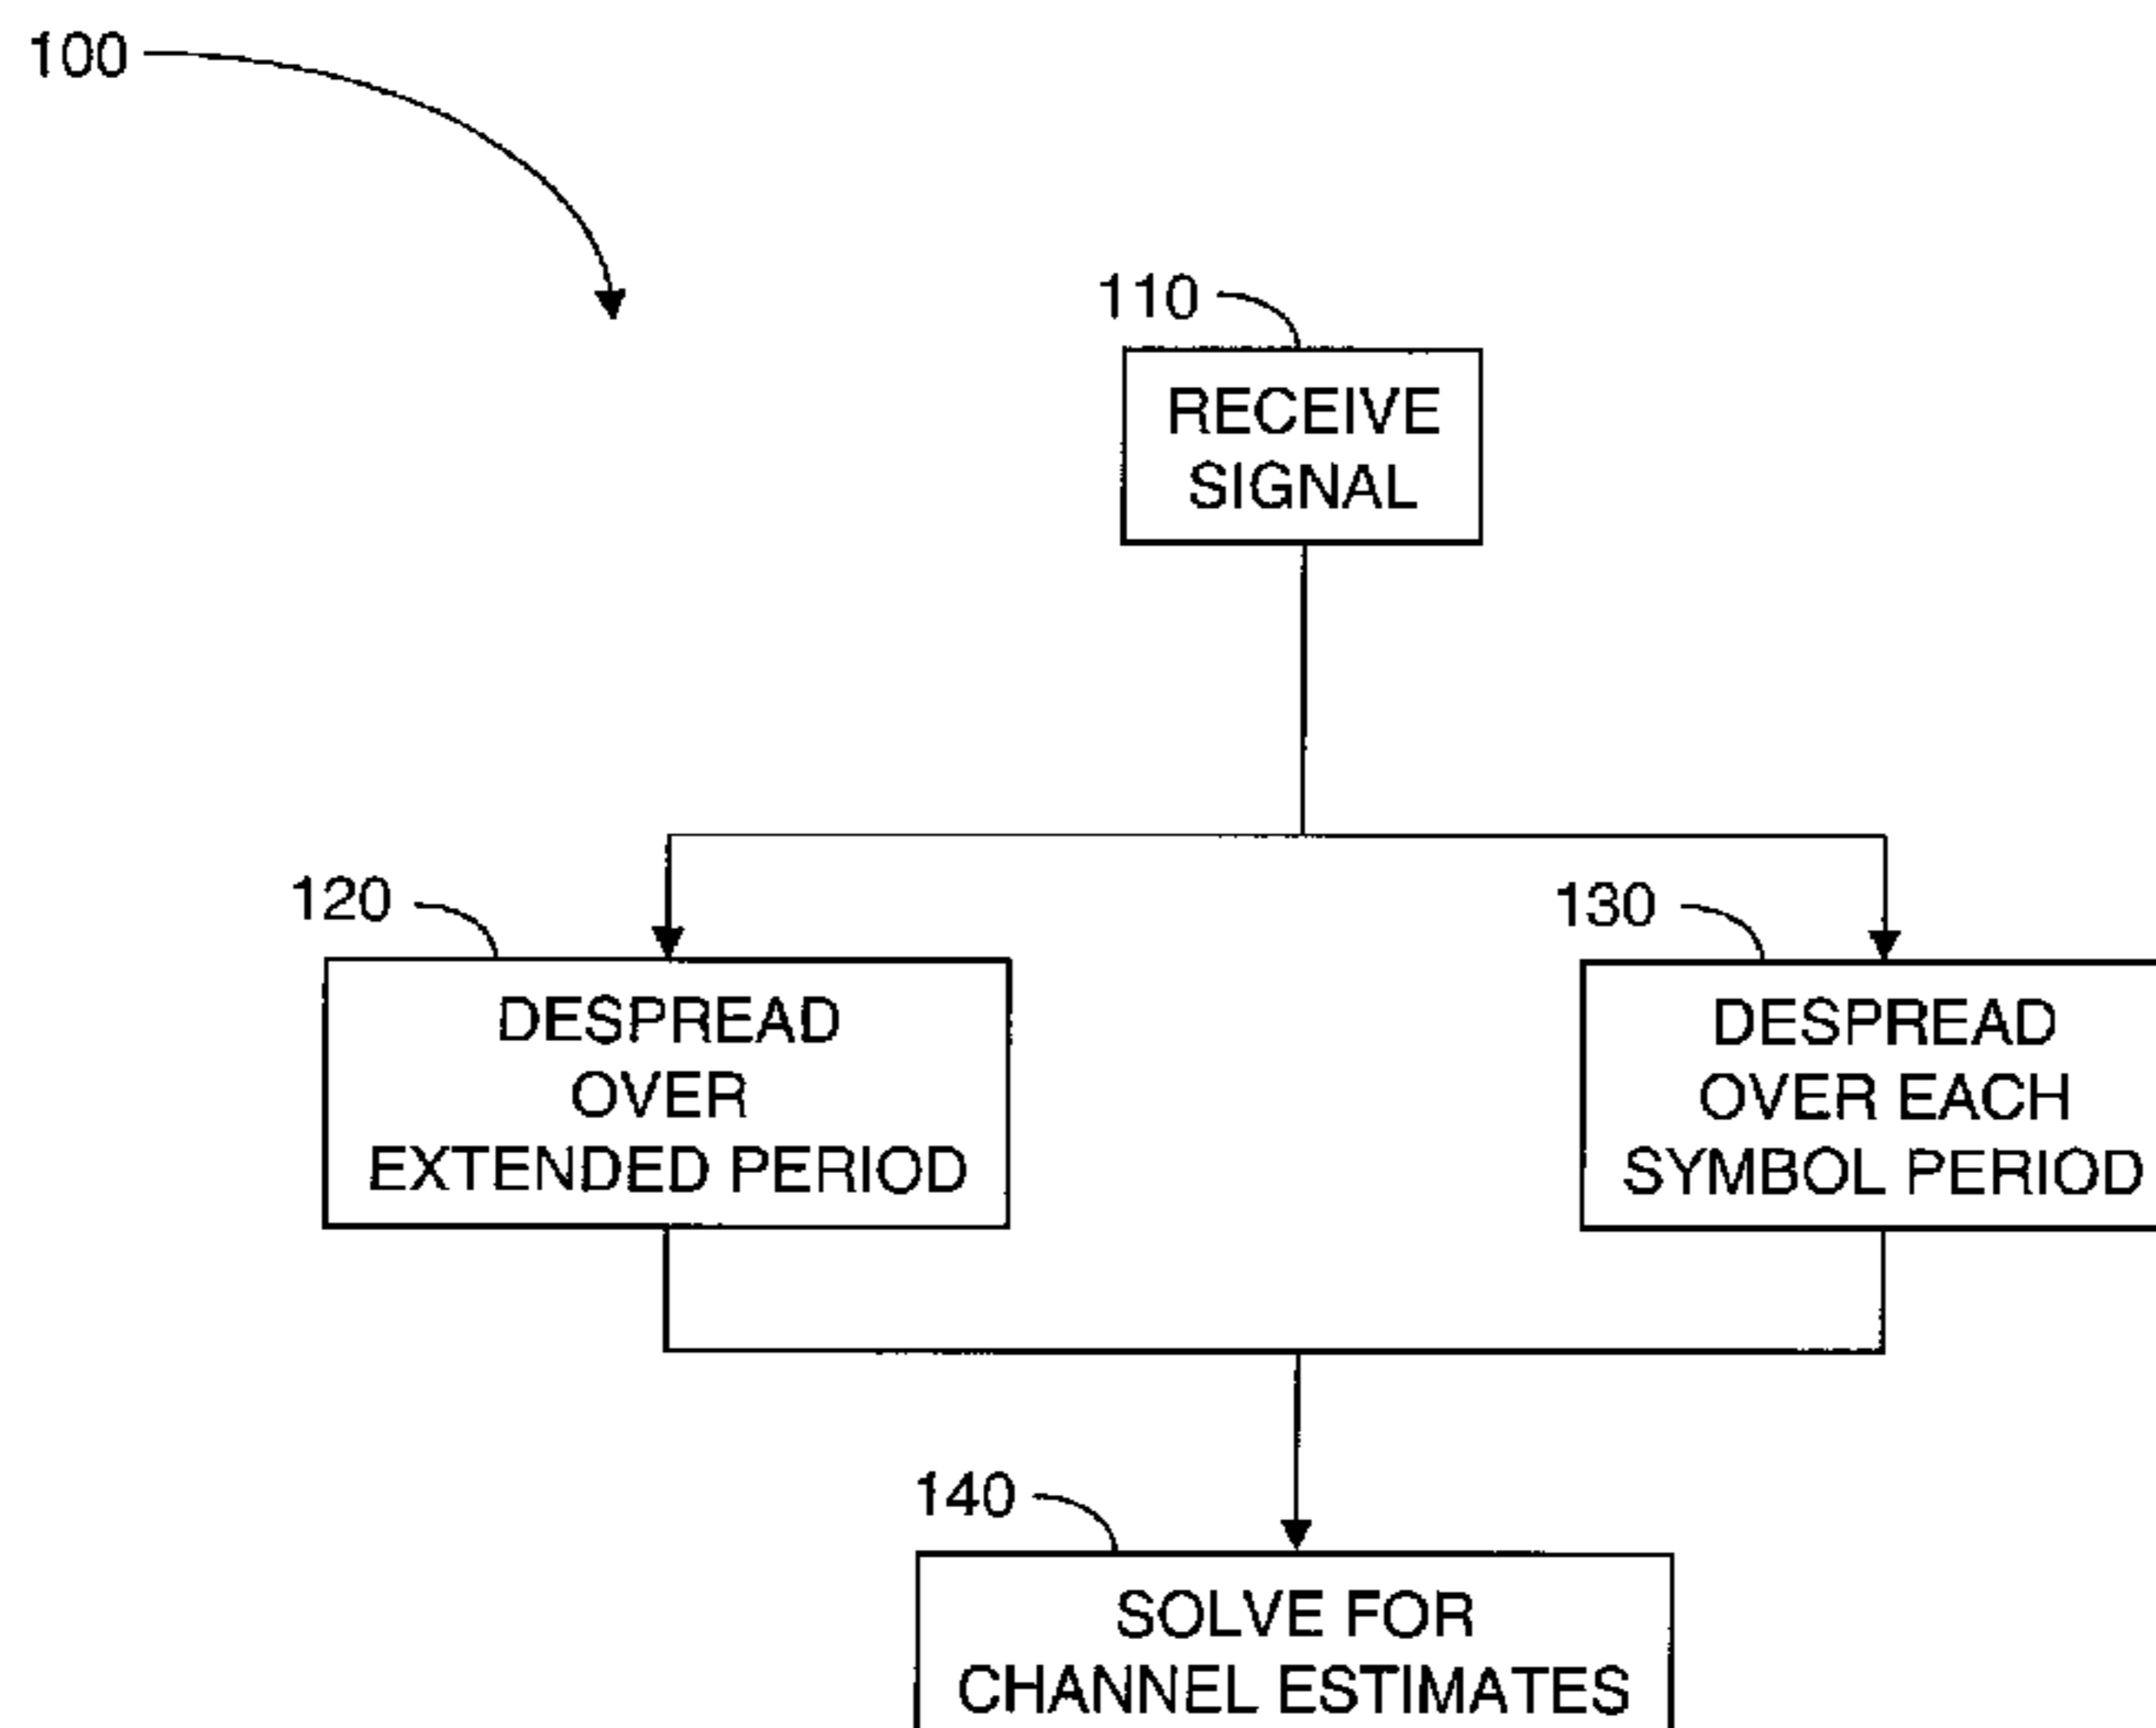 100
110
RECEIVE
SIGNAL
120
DESPREAD
OVER
EXTENDED PERIOD
130
DESPREAD
OVER EACH
SYMBOL PERIOD
140
SOLVE FOR
CHANNEL ESTIMATES